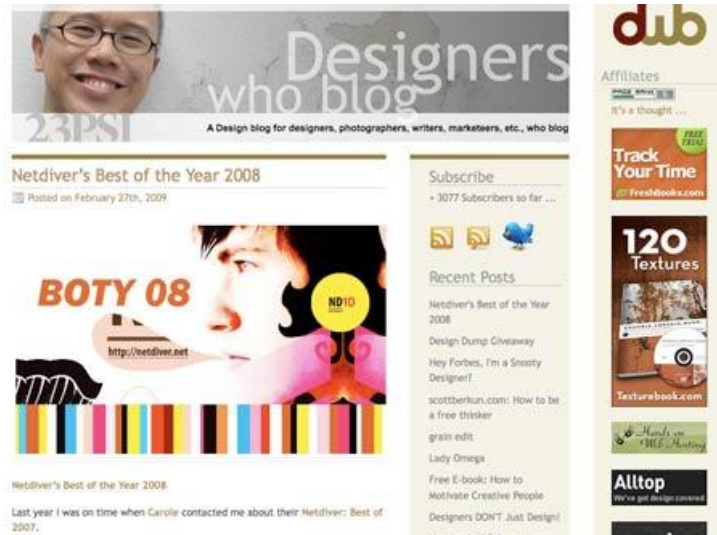 Designers
who blog
23PSI
A Design blog for designers, photographers, writers, marketeers, etc., who blog
Netdiver's Best of the Year 2008
Posted on February 27th, 2009
BOTY 08
ND10
http://netdiver.net
Netdiver's Best of the Year 2008
Last year I was on time when Carole contacted me about their Netdiver: Best of
2007.
Subscribe
+ 3077 Subscribers so far ...
Recent Posts
Netdiver's Best of the Year
2008
Design Dump Giveaway
Hey Forbes, I'm a Snooty
Designer?
scottberkun.com: How to be
a free thinker
grain edit
Lady Omega
Free E-book: How to
Motivate Creative People
Designers DON'T Just Design!
dwb
Affiliates
It's a thought ...
FREE
TRIAL
Track
Your Time
FreshBooks.com
120
Textures
Texturebook.com
Hands on
Web Hosting
Alltop
We've got design covered